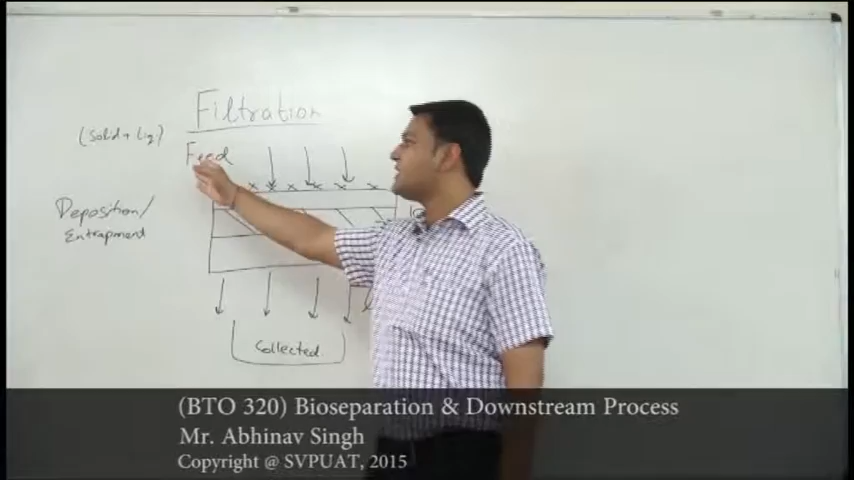 Filtration
(Solid + Liq)
Feed
Deposition/
Entrapment
Collected
(BTO 320) Bioseparation & Downstream Process
Mr. Abhinav Singh
Copyright @ SVPUAT, 2015